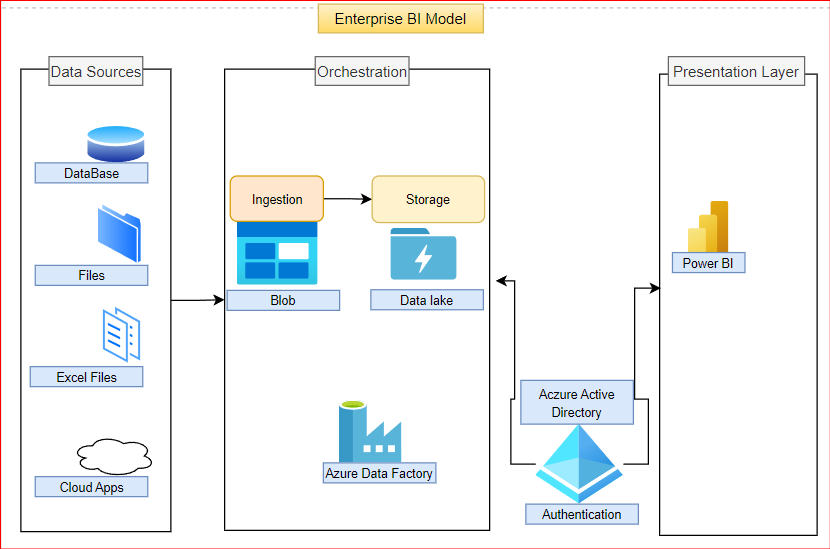 Enterprise BI Model
Data Sources
Orchestration
Presentation Layer
DataBase
Files
Excel Files
Cloud Apps
Ingestion
Storage
Blob
Data lake
Azure Data Factory
Aczure Active
Directory
Authentication
Power BI